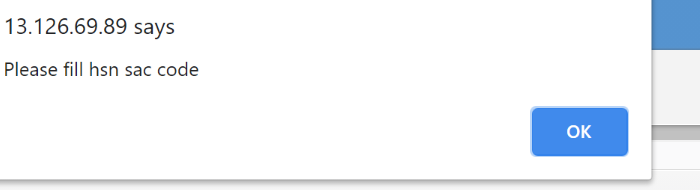 13.126.69.89 says
Please fill hsn sac code
OK